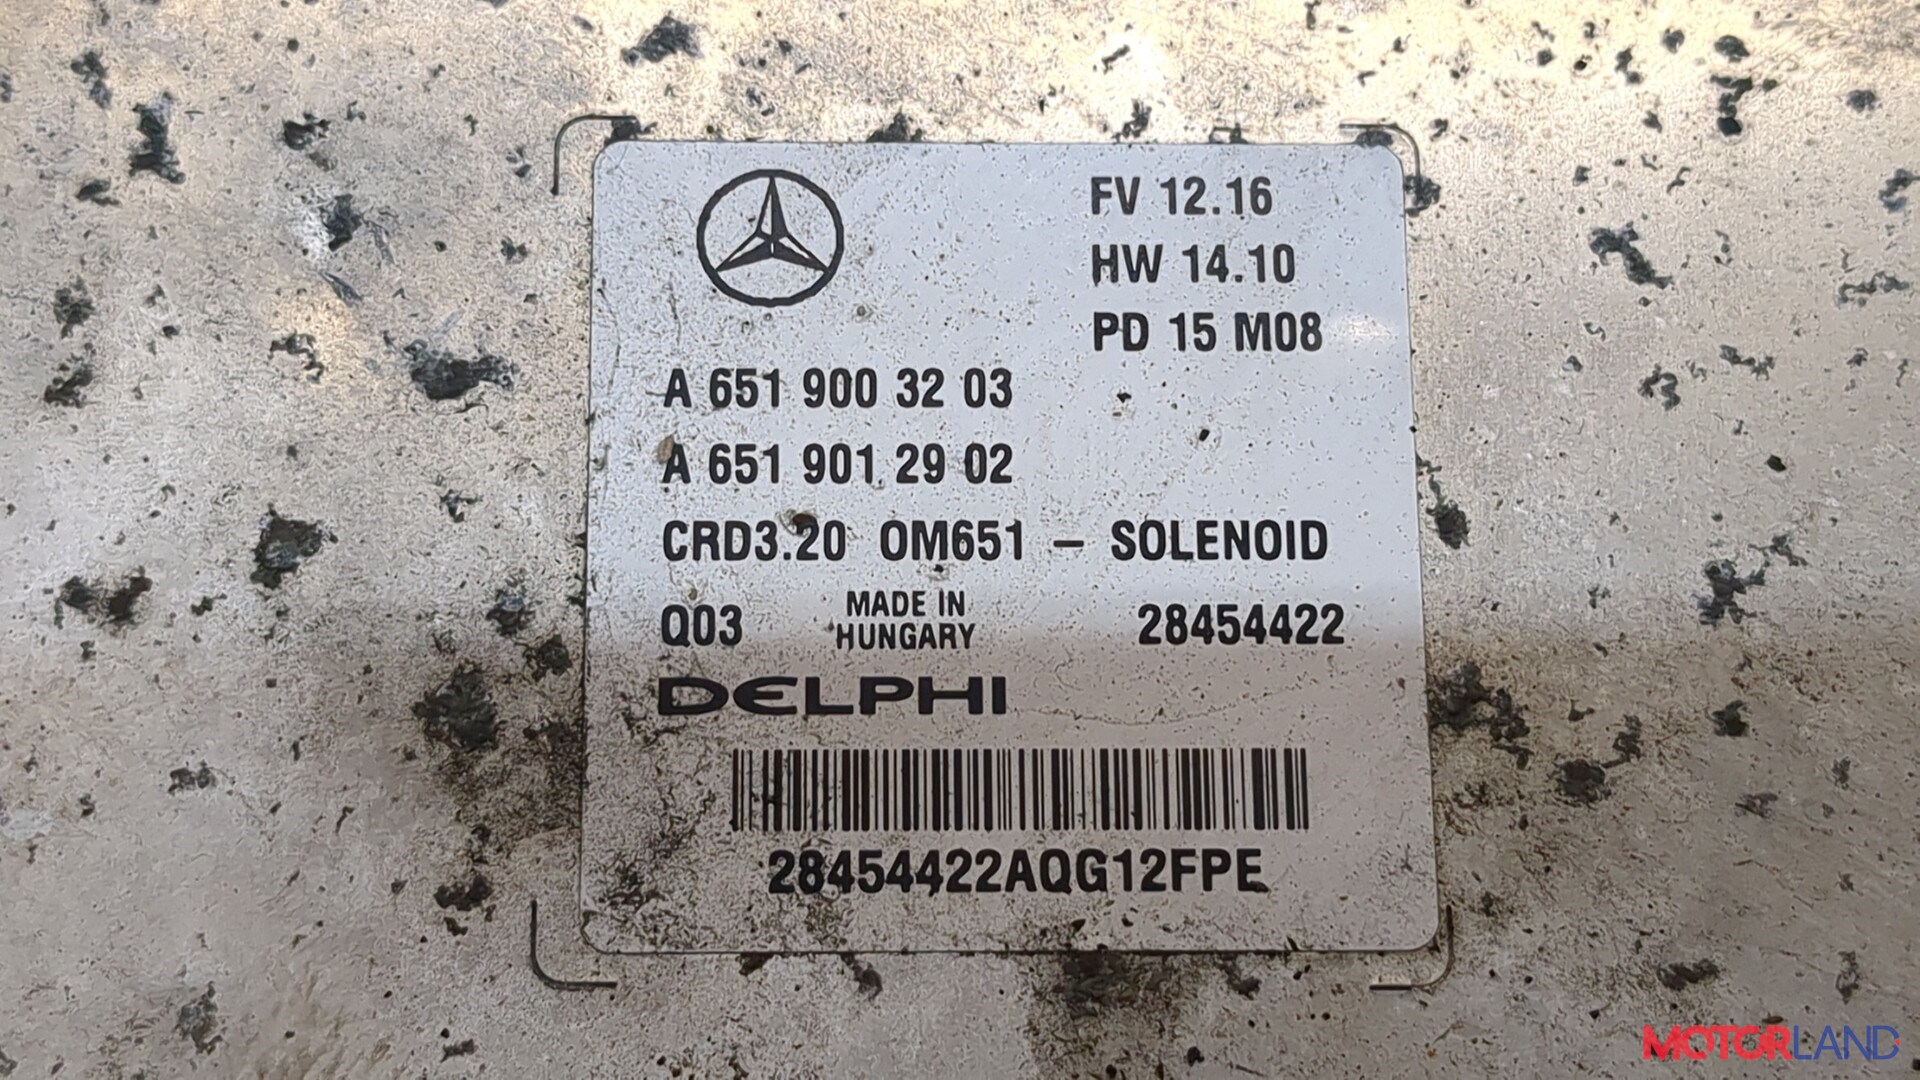 FV 12.16
HW 14.10
PD 15 M08
A 651 900 32 03
A 651 901 29 02
CRD3.20 OM651 – SOLENOID
Q03 MADE IN HUNGARY 28454422
DELPHI
28454422AQG12FPE
MOTORLAND